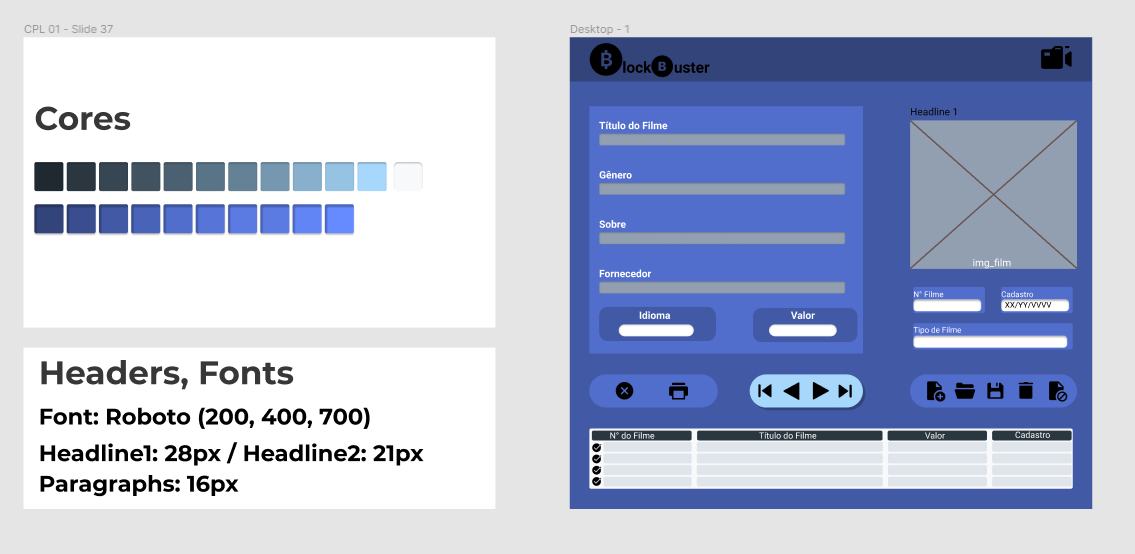 CPL 01 - Slide 37
Cores
Headers, Fonts
Font: Roboto (200, 400, 700)
Headline1: 28px / Headline2: 21px
Paragraphs: 16px
Desktop - 1
BlockBuster
Título do Filme
Gênero
Sobre
Fornecedor
Idioma
Valor
Headline 1
img_film
N° Filme
Cadastro
XX/YY/VVVV
Tipo de Filme
N° do Filme
Título do Filme
Valor
Cadastro